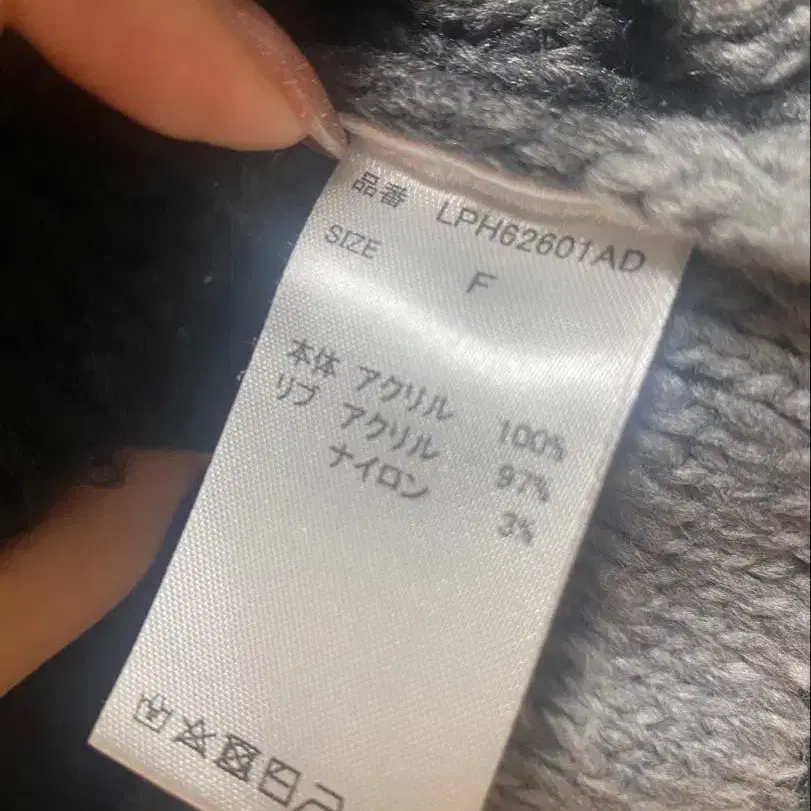 品番 LPH62601AD
SIZE F
本体 アクリル 100%
リブ アクリル 97%
ナイロン 3%